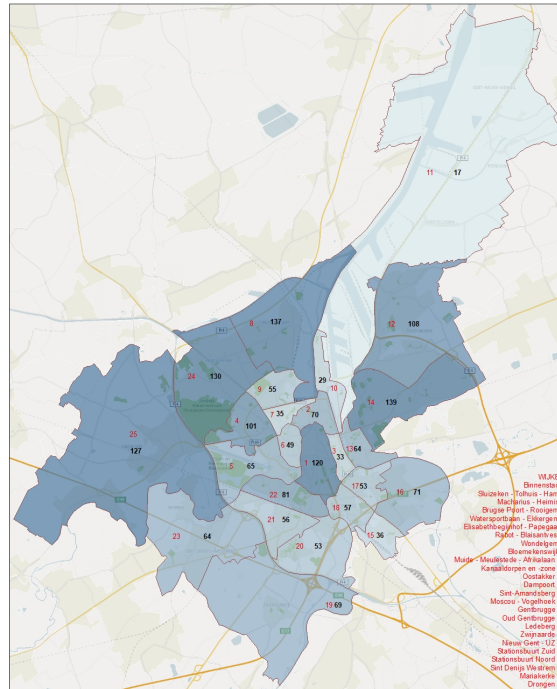 11 17
8 137
12 108
24 130
9 55
29
10
14 139
7 35
2 70
4 101
25
127
6 49
3
33
13 64
5 65
1 120
17 53
16 71
22 81
21 56
18 57
23 64
20 53
15 36
19 69
WIJKE
Binnenstad
Sluizeken - Tolhuis - Ham
Macharius - Heirnis
Brugse Poort - Rooigem
Watersportbaan - Ekkergem
Elisabethbegijnhof - Papegaai
Rabot - Blaisantvest
Wondelgem
Bloemekenswijk
Muide - Meulestede - Afrikalaan
Kanaaldorpen en -zone
Oostakker
Dampoort
Sint-Amandsberg
Moscou - Vogelhoek
Gentbrugge
Oud Gentbrugge
Ledeberg
Zwijnaarde
Nieuw Gent - UZ
Stationsbuurt Zuid
Stationsbuurt Noord
Sint Denijs Westrem
Mariakerke
Drongen